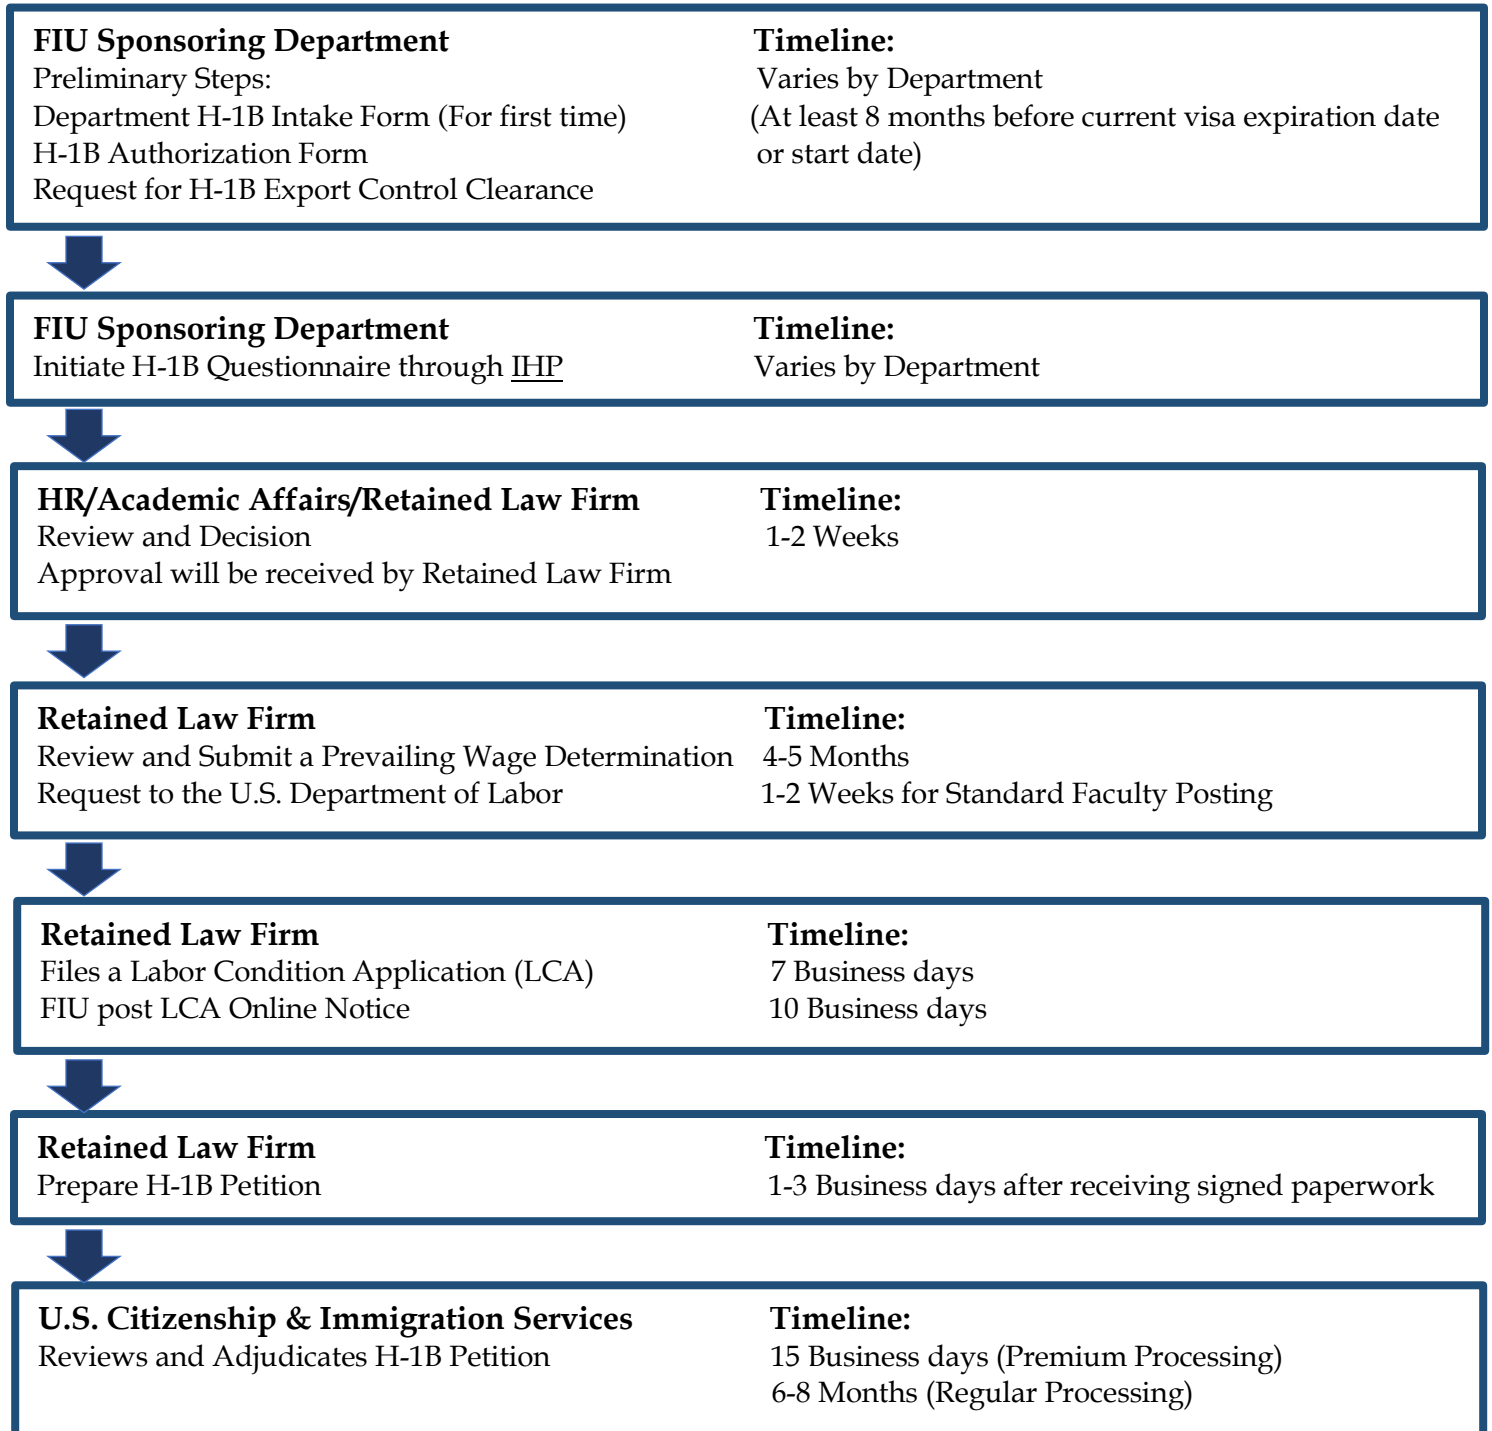 FIU Sponsoring Department Timeline:
Preliminary Steps: Varies by Department
Department H-1B Intake Form (For first time) (At least 8 months before current visa expiration date
H-1B Authorization Form or start date)
Request for H-1B Export Control Clearance
FIU Sponsoring Department Timeline:
Initiate H-1B Questionnaire through IHP Varies by Department
HR/Academic Affairs/Retained Law Firm Timeline:
Review and Decision 1-2 Weeks
Approval will be received by Retained Law Firm
Retained Law Firm Timeline:
Review and Submit a Prevailing Wage Determination 4-5 Months
Request to the U.S. Department of Labor 1-2 Weeks for Standard Faculty Posting
Retained Law Firm Timeline:
Files a Labor Condition Application (LCA) 7 Business days
FIU post LCA Online Notice 10 Business days
Retained Law Firm Timeline:
Prepare H-1B Petition 1-3 Business days after receiving signed paperwork
U.S. Citizenship & Immigration Services Timeline:
Reviews and Adjudicates H-1B Petition 15 Business days (Premium Processing)
6-8 Months (Regular Processing)